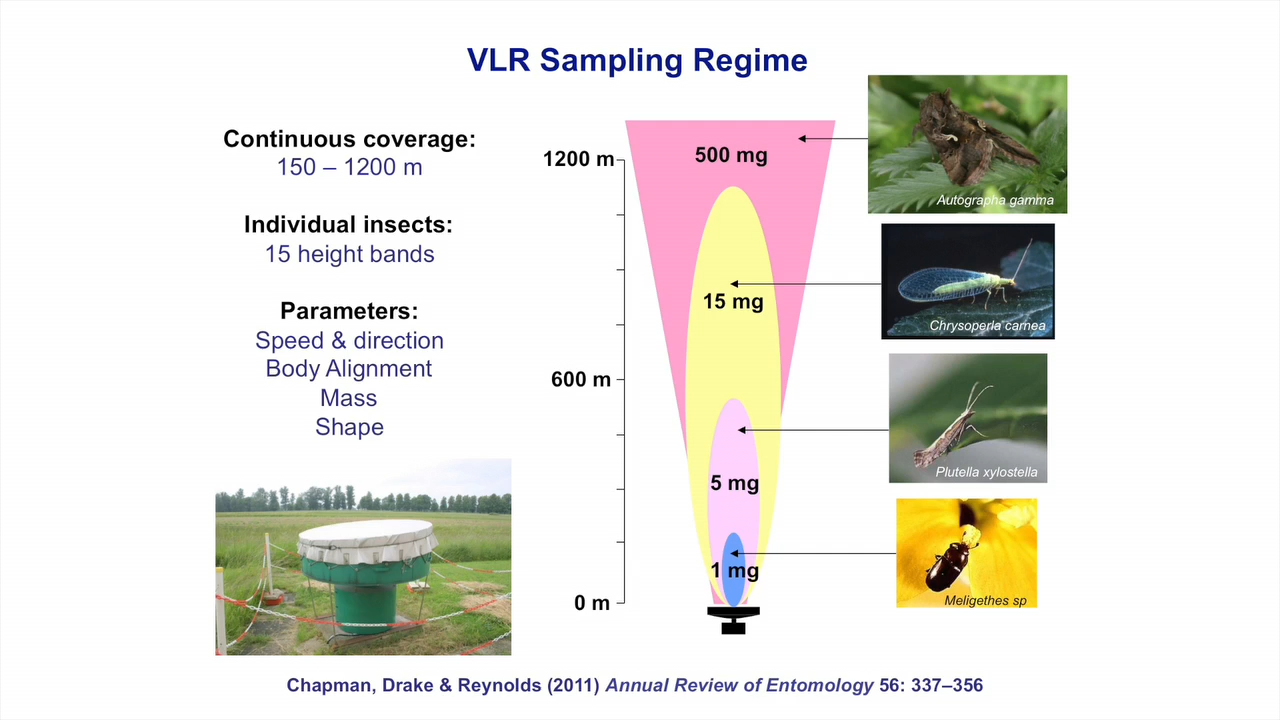 VLR Sampling Regime
Continuous coverage:
150 – 1200 m
Individual insects:
15 height bands
Parameters:
Speed & direction
Body Alignment
Mass
Shape
1200 m
600 m
0 m
500 mg
15 mg
5 mg
1 mg
Autographa gamma
Chrysoperla carnea
Plutella xylostella
Meligethes sp
Chapman, Drake & Reynolds (2011) Annual Review of Entomology 56: 337–356